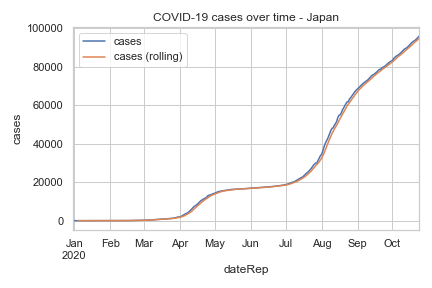 COVID-19 cases over time - Japan
100000
cases
cases (rolling)
80000
60000
cases
40000
20000
0
Jan Feb Mar Apr May Jun Jul Aug Sep Oct
2020
dateRep